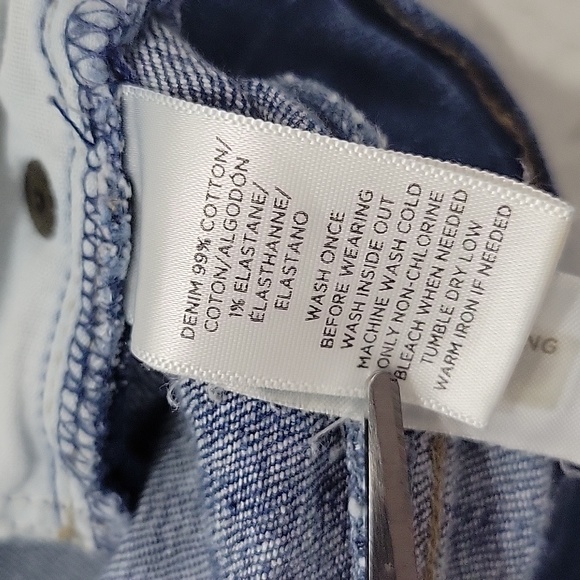 DENIM 99% COTTON/
COTON/ALGODÓN
1% ELASTANE/
ÉLASTHANNE/
ELASTANO
WASH ONCE
BEFORE WEARING
WASH INSIDE OUT
MACHINE WASH COLD
ONLY NON-CHLORINE
BLEACH WHEN NEEDED
TUMBLE DRY LOW
WARM IRON IF NEEDED